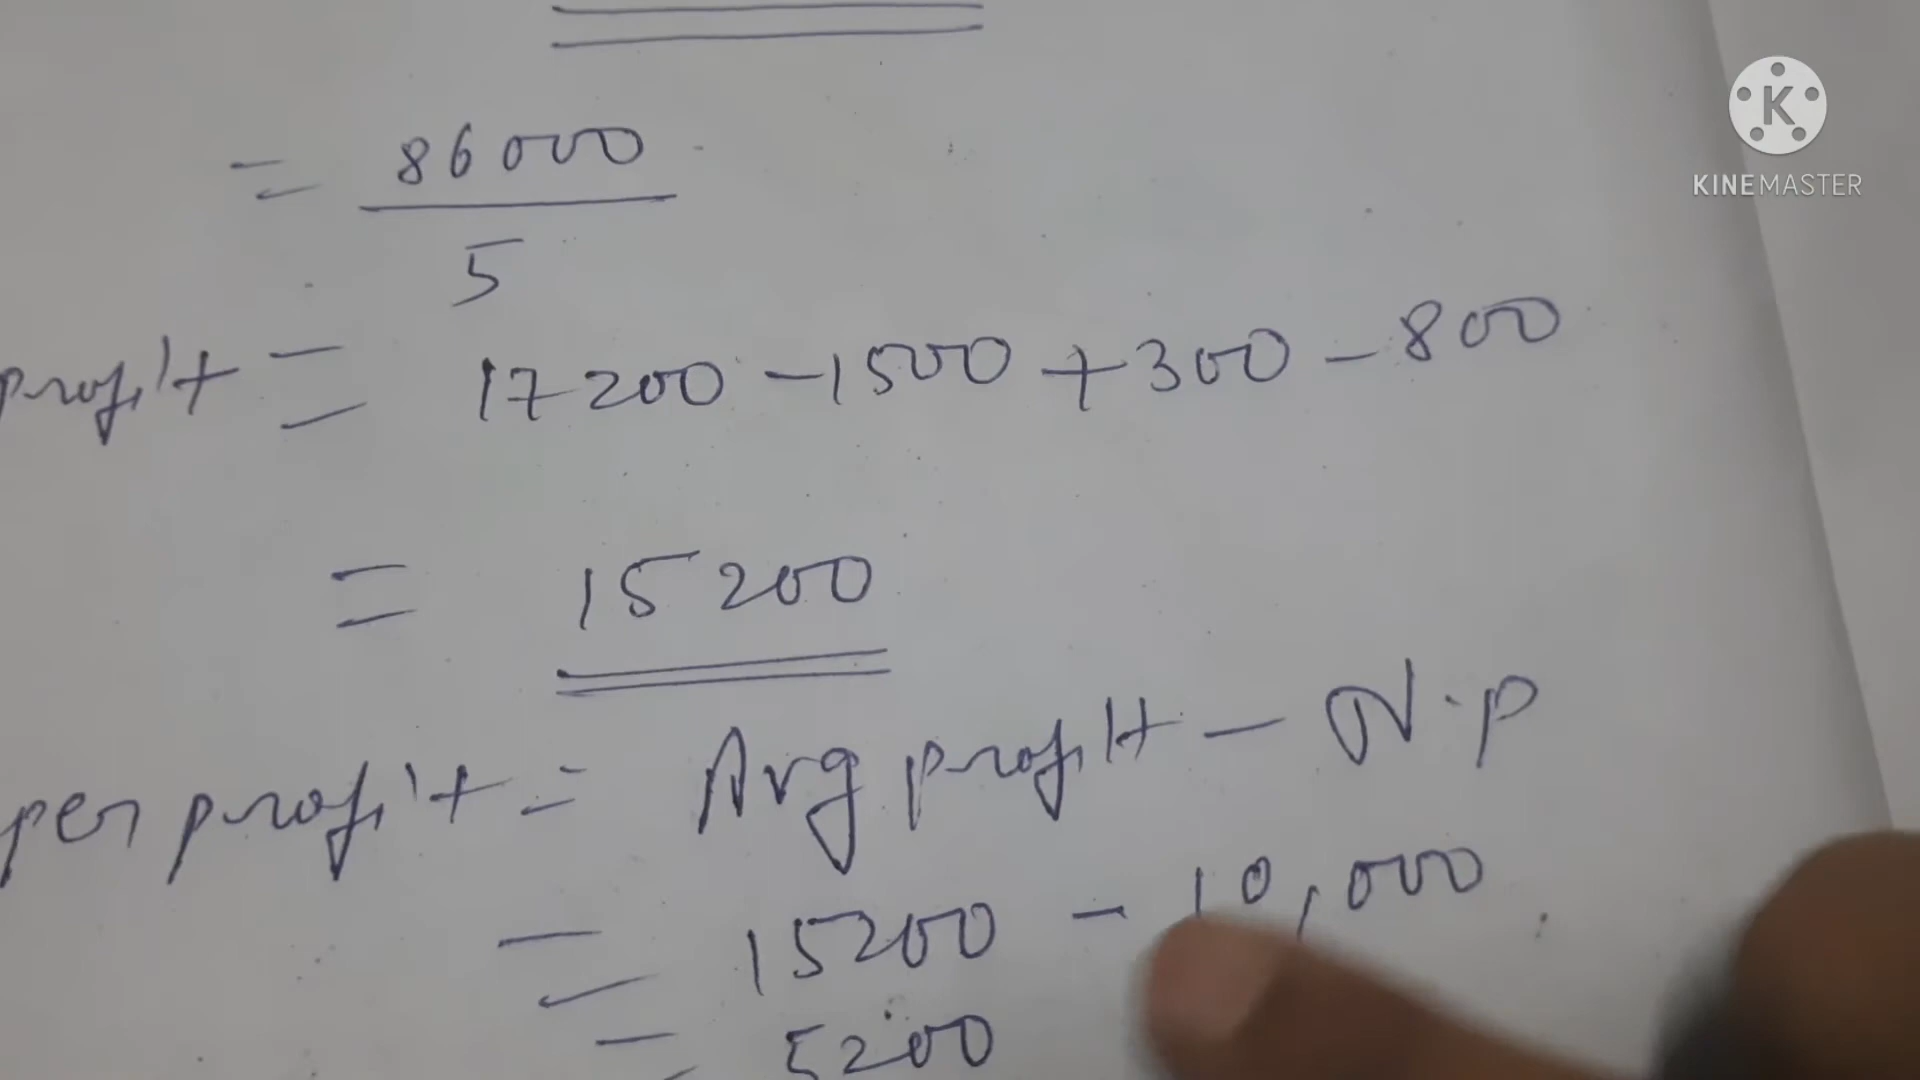 K
KINEMASTER
= 86000
5
profit = 17200 - 1500 + 300 - 800
= 15200
per profit = Avg profit - N.p
= 15200 - 10,000
= 5200